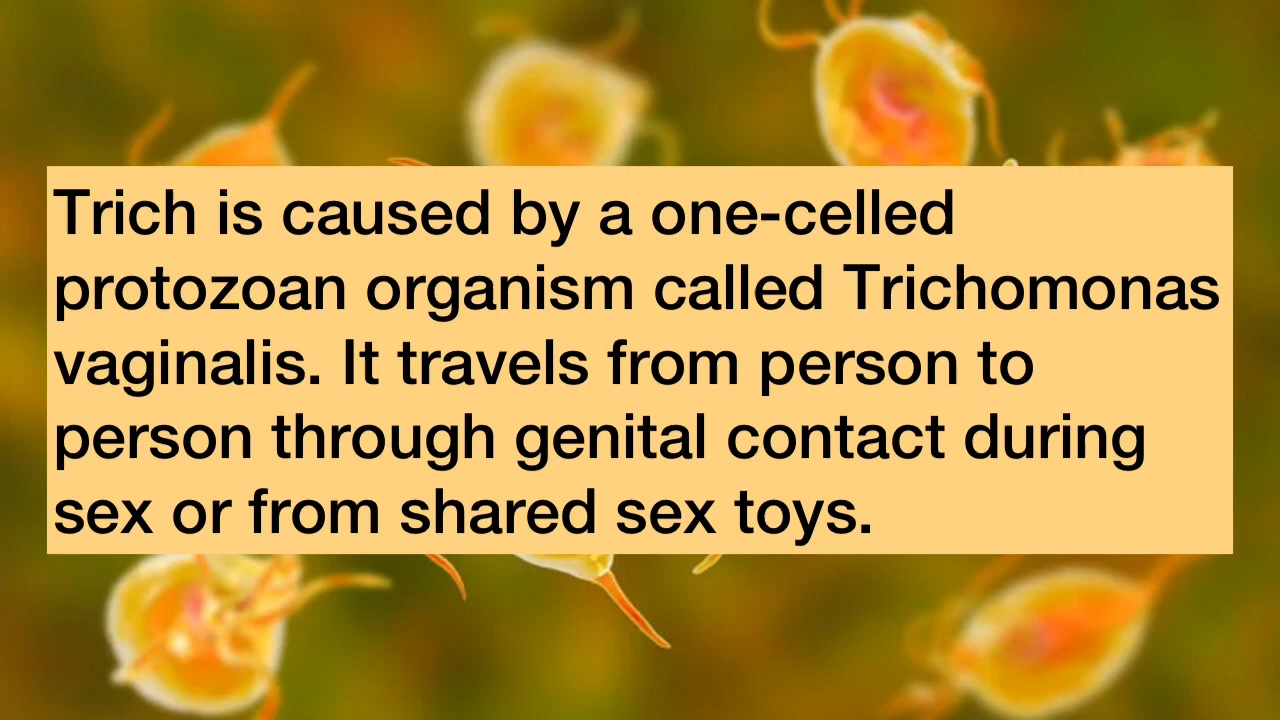 Trich is caused by a one-celled
protozoan organism called Trichomonas
vaginalis. It travels from person to
person through genital contact during
sex or from shared sex toys.